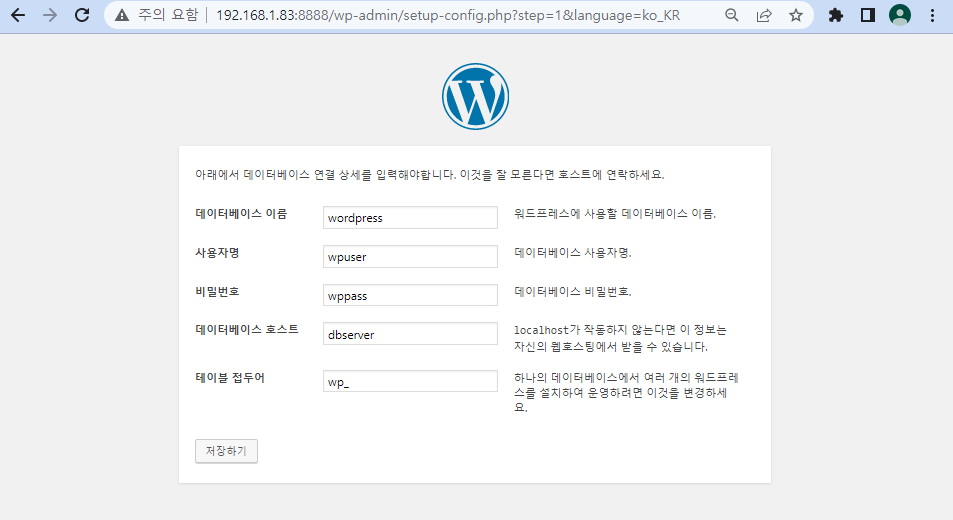 주의 요함 192.168.1.83:8888/wp-admin/setup-config.php?step=1&language=ko_KR
아래에서 데이터베이스 연결 상세를 입력해야합니다. 이것을 잘 모른다면 호스트에 연락하세요.
데이터베이스 이름 wordpress 워드프레스에 사용할 데이터베이스 이름.
사용자명 wpuser 데이터베이스 사용자명.
비밀번호 wppass 데이터베이스 비밀번호.
데이터베이스 호스트 dbserver localhost가 작동하지 않는다면 이 정보는
자신의 웹호스팅에서 받을 수 있습니다.
테이블 접두어 wp_ 하나의 데이터베이스에서 여러 개의 워드프레
스를 설치하여 운영하려면 이것을 변경하세
요.
저장하기